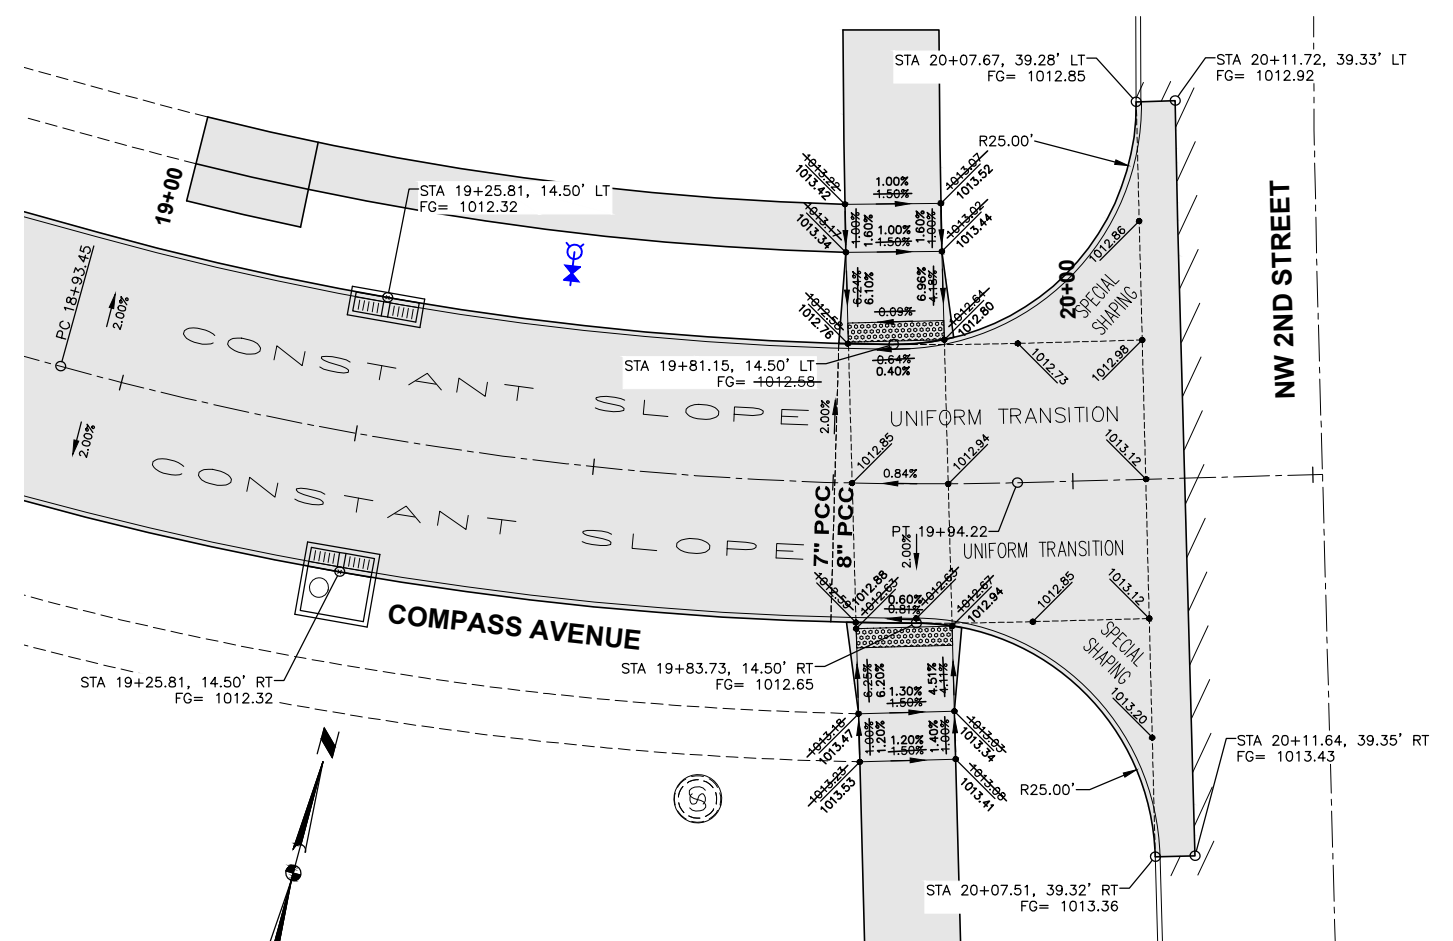 STA 20+07.67, 39.28' LT
FG= 1012.85
STA 20+11.72, 39.33' LT
FG= 1012.92
R25.00'
19+00
STA 19+25.81, 14.50' LT
FG= 1012.32
1013.22
1013.42
1013.07
1013.52
1.00%
1.50%
1013.17
1013.34
1.00%
1.60%
1.00%
1.50%
1.60%
1.00%
1013.02
1013.44
NW 2ND STREET
PC 18+93.45
2.00%
6.24%
6.10%
6.96%
4.18%
0.09%
1012.58
1012.76
1012.64
1012.80
20+00
1012.86
SPECIAL
SHAPING
STA 19+81.15, 14.50' LT
FG= 1012.58
0.64%
0.40%
1012.73
1012.98
CONSTANT SLOPE
2.00%
UNIFORM TRANSITION
2.00%
1012.85
1012.94
1013.12
0.84%
CONSTANT SLOPE
7" PCC
8" PCC
PT 19+94.22
2.00%
UNIFORM TRANSITION
1012.59
1012.88
1012.63
1012.63
1012.67
1012.94
0.60%
0.81%
1012.85
1013.12
COMPASS AVENUE
SPECIAL
SHAPING
STA 19+83.73, 14.50' RT
FG= 1012.65
STA 19+25.81, 14.50' RT
FG= 1012.32
6.25%
6.20%
4.51%
4.11%
1.30%
1.50%
1013.18
1013.47
1.00%
1.20%
1.20%
1.50%
1.40%
1.00%
1013.03
1013.34
1013.20
STA 20+11.64, 39.35' RT
FG= 1013.43
1013.23
1013.53
1013.08
1013.41
R25.00'
N
STA 20+07.51, 39.32' RT
FG= 1013.36